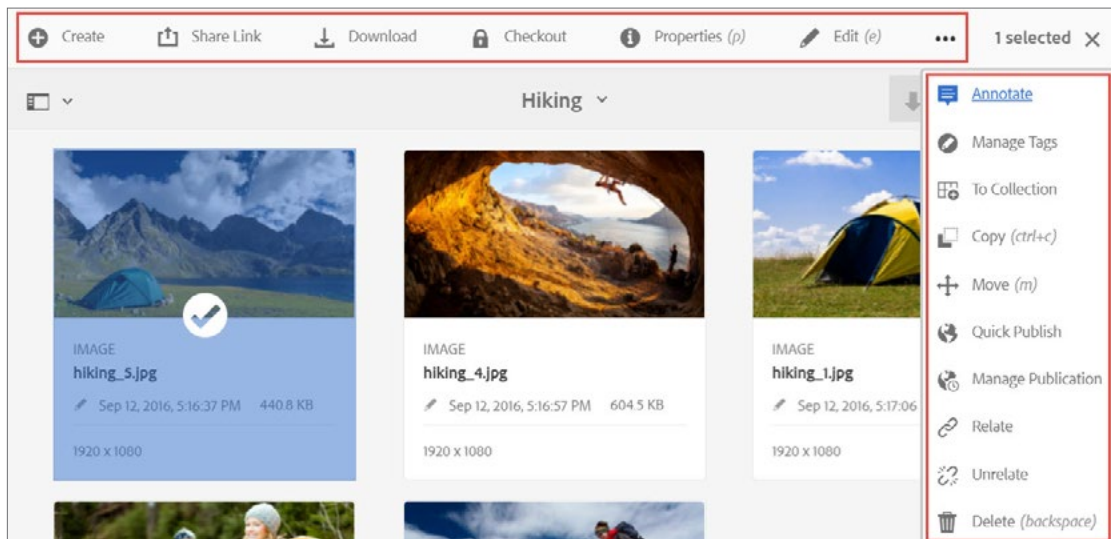 Create Share Link Download Checkout Properties (p) Edit (e) ••• 1 selected
Hiking
Annotate
Manage Tags
To Collection
Copy (ctrl+c)
Move (m)
Quick Publish
Manage Publication
Relate
Unrelate
Delete (backspace)
IMAGE
hiking_5.jpg
Sep 12, 2016, 5:16:37 PM 440.8 KB
1920 x 1080
IMAGE
hiking_4.jpg
Sep 12, 2016, 5:16:57 PM 604.5 KB
1920 x 1080
IMAGE
hiking_1.jpg
Sep 12, 2016, 5:17:06
1920 x 1080